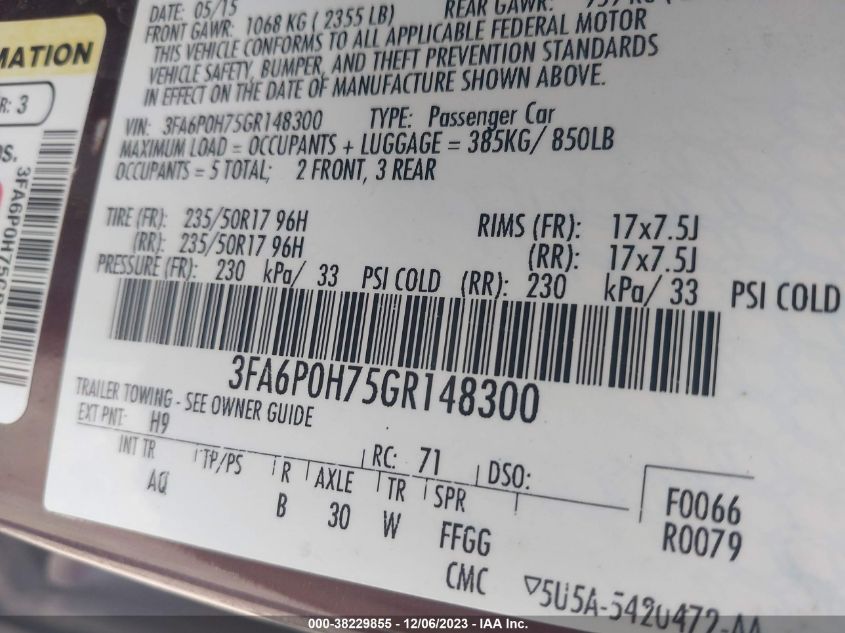 DATE: 05/15 REAR GAWR:
FRONT GAWR: 1068 KG ( 2355 LB)
THIS VEHICLE CONFORMS TO ALL APPLICABLE FEDERAL MOTOR
VEHICLE SAFETY, BUMPER, AND THEFT PREVENTION STANDARDS
IN EFFECT ON THE DATE OF MANUFACTURE SHOWN ABOVE.
VIN: 3FA6P0H75GR148300 TYPE: Passenger Car
MAXIMUM LOAD = OCCUPANTS + LUGGAGE = 385KG/ 850LB
OCCUPANTS = 5 TOTAL; 2 FRONT, 3 REAR
TIRE (FR): 235/50R17 96H RIMS (FR): 17x7.5J
(RR): 235/50R17 96H (RR): 17x7.5J
PRESSURE (FR): 230 kPa/ 33 PSI COLD (RR): 230 kPa/ 33 PSI COLD
3FA6P0H75GR148300
TRAILER TOWING - SEE OWNER GUIDE
EXT PNT: H9 RC: 71 DSO:
INT TR TP/PS R AXLE TR SPR F0066
AQ B 30 W FFGG R0079
CMC
5U5A-5420472-AA
MATION
R: 3
3FA6P0H75GR
000-38229855 - 12/06/2023 - IAA Inc.